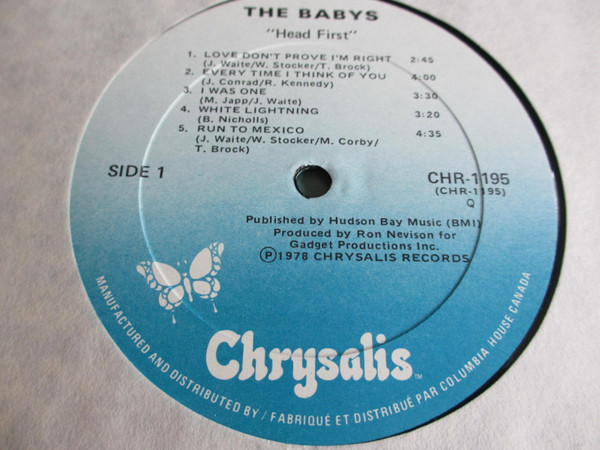 THE BABYS
"Head First"
1. LOVE DON'T PROVE I'M RIGHT 2:45
(J. Waite/W. Stocker/T. Brock)
2. EVERY TIME I THINK OF YOU 4:00
(J. Conrad/R. Kennedy)
3. I WAS ONE 3:30
(M. Japp/J. Waite)
4. WHITE LIGHTNING 3:20
(B. Nicholls)
5. RUN TO MEXICO 4:35
(J. Waite/W. Stocker/M. Corby/
T. Brock)
SIDE 1
CHR-1195
(CHR-1195)
Q
Published by Hudson Bay Music (BMI)
Produced by Ron Nevison for
Gadget Productions Inc.
Ⓟ1978 CHRYSALIS RECORDS
Chrysalis™
MANUFACTURED AND DISTRIBUTED BY / FABRIQUÉ ET DISTRIBUÉ PAR COLUMBIA HOUSE CANADA